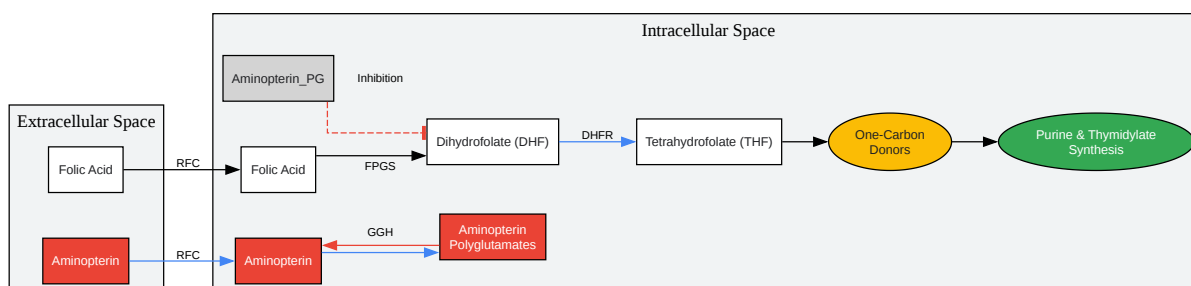 Intracellular Space
Aminopterin_PG
Inhibition
Extracellular Space
Folic Acid
RFC
Folic Acid
FPGS
Dihydrofolate (DHF)
DHFR
Tetrahydrofolate (THF)
One-Carbon
Donors
Purine & Thymidylate
Synthesis
Aminopterin
RFC
Aminopterin
GGH
Aminopterin
Polyglutamates